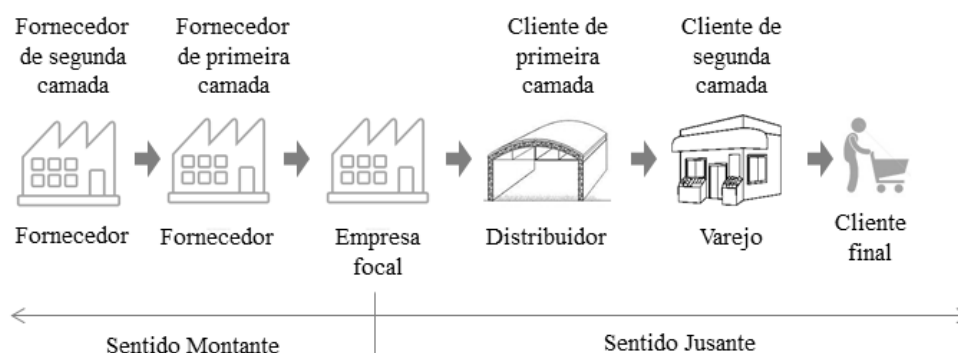 Fornecedor
de segunda
camada
Fornecedor
de primeira
camada
Cliente de
primeira
camada
Cliente de
segunda
camada
Fornecedor
Fornecedor
Empresa
focal
Distribuidor
Varejo
Cliente
final
Sentido Montante
Sentido Jusante